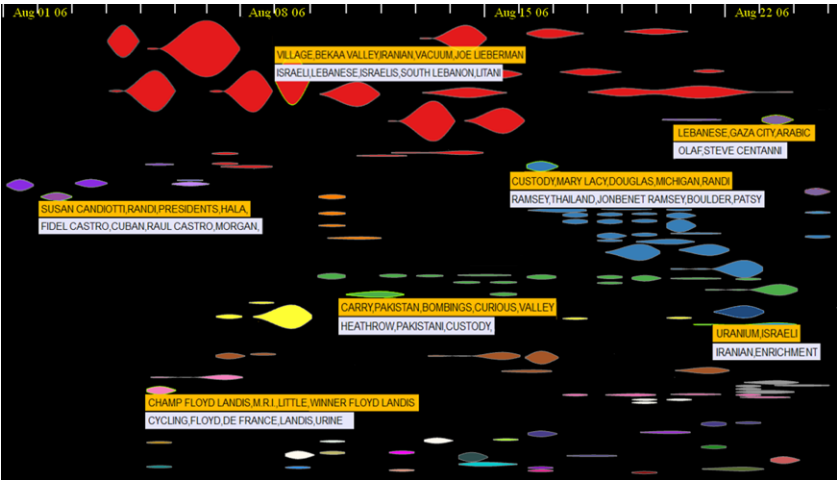 Aug 01 06
Aug 08 06
Aug 15 06
Aug 22 06
VILLAGE,BEKAA VALLEY,IRANIAN,VACUUM,JOE LIEBERMAN
ISRAELI,LEBANESE,ISRAELIS,SOUTH LEBANON,LITANI
LEBANESE,GAZA CITY,ARABIC
OLAF,STEVE CENTANNI
CUSTODY,MARY LACY,DOUGLAS,MICHIGAN,RANDI
RAMSEY,THAILAND,JONBENET RAMSEY,BOULDER,PATSY
SUSAN CANDIOTTI,RANDI,PRESIDENTS,HALA,
FIDEL CASTRO,CUBAN,RAUL CASTRO,MORGAN,
CARRY,PAKISTAN,BOMBINGS,CURIOUS,VALLEY
HEATHROW,PAKISTANI,CUSTODY,
URANIUM,ISRAELI
IRANIAN,ENRICHMENT
CHAMP FLOYD LANDIS,M.R.I.,LITTLE,WINNER FLOYD LANDIS
CYCLING,FLOYD,DE FRANCE,LANDIS,URINE